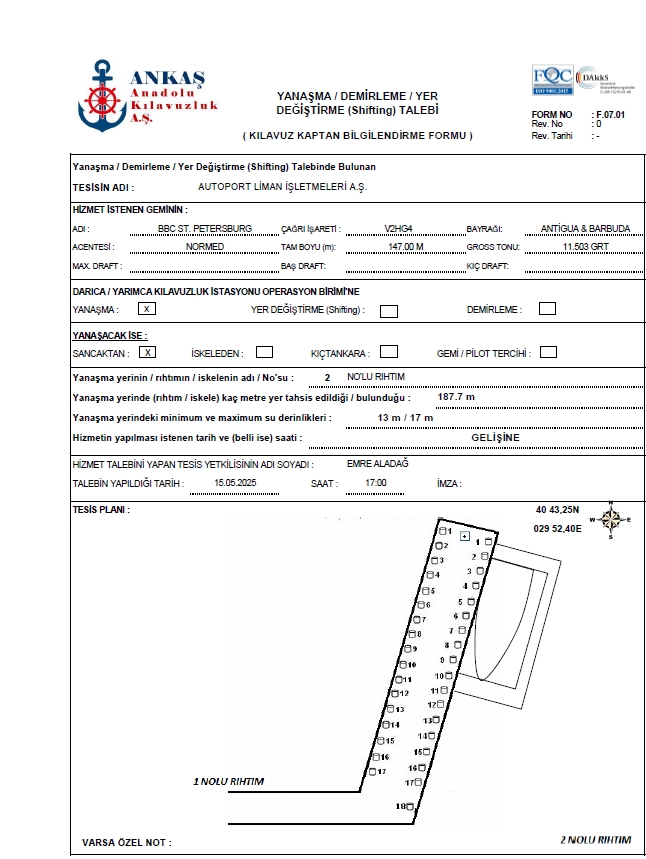 ANKAŞ
Anadolu
Kılavuzluk
A.Ş.
YANAŞMA / DEMİRLEME / YER
DEĞİŞTİRME (Shifting) TALEBİ
( KILAVUZ KAPTAN BİLGİLENDİRME FORMU )
FQC
ISO 9001:2015
DAkkS
FORM NO : F.07.01
Rev. No : 0
Rev. Tarihi : -
Yanaşma / Demirleme / Yer Değiştirme (Shifting) Talebinde Bulunan
TESİSİN ADI : AUTOPORT LİMAN İŞLETMELERİ A.Ş.
HİZMET İSTENEN GEMİNİN :
ADI : BBC ST. PETERSBURG ÇAĞRI İŞARETİ : V2HG4 BAYRAĞI: ANTİGUA & BARBUDA
ACENTESİ : NORMED TAM BOYU (m): 147.00 M GROSS TONU: 11.503 GRT
MAX. DRAFT : BAŞ DRAFT: KIÇ DRAFT:
DARICA / YARIMCA KILAVUZLUK İSTASYONU OPERASYON BİRİMİ'NE
YANAŞMA : X YER DEĞİŞTİRME (Shifting) : DEMİRLEME :
YANAŞACAK İSE :
SANCAKTAN : X İSKELEDEN : KIÇTANKARA : GEMİ / PİLOT TERCİHİ :
Yanaşma yerinin / rıhtımın / iskelenin adı / No'su : 2 NO'LU RIHTIM
Yanaşma yerinde (rıhtım / iskele) kaç metre yer tahsis edildiği / bulunduğu : 187.7 m
Yanaşma yerindeki minimum ve maximum su derinlikleri : 13 m / 17 m
Hizmetin yapılması istenen tarih ve (belli ise) saati : GELİŞİNE
HİZMET TALEBİNİ YAPAN TESİS YETKİLİSİNİN ADI SOYADI : EMRE ALADAĞ
TALEBİN YAPILDIĞI TARİH : 15.05.2025 SAAT : 17:00 İMZA :
TESİS PLANI :
40 43,25N
029 52,40E
N
W E
S
1 1
2 2
3 3
4 4
5 5
6 6
7 7
8 8
9 9
10 10
11 11
12 12
13 13
14 14
15 15
16 16
17 17
18
1 NOLU RIHTIM
2 NOLU RIHTIM
VARSA ÖZEL NOT :